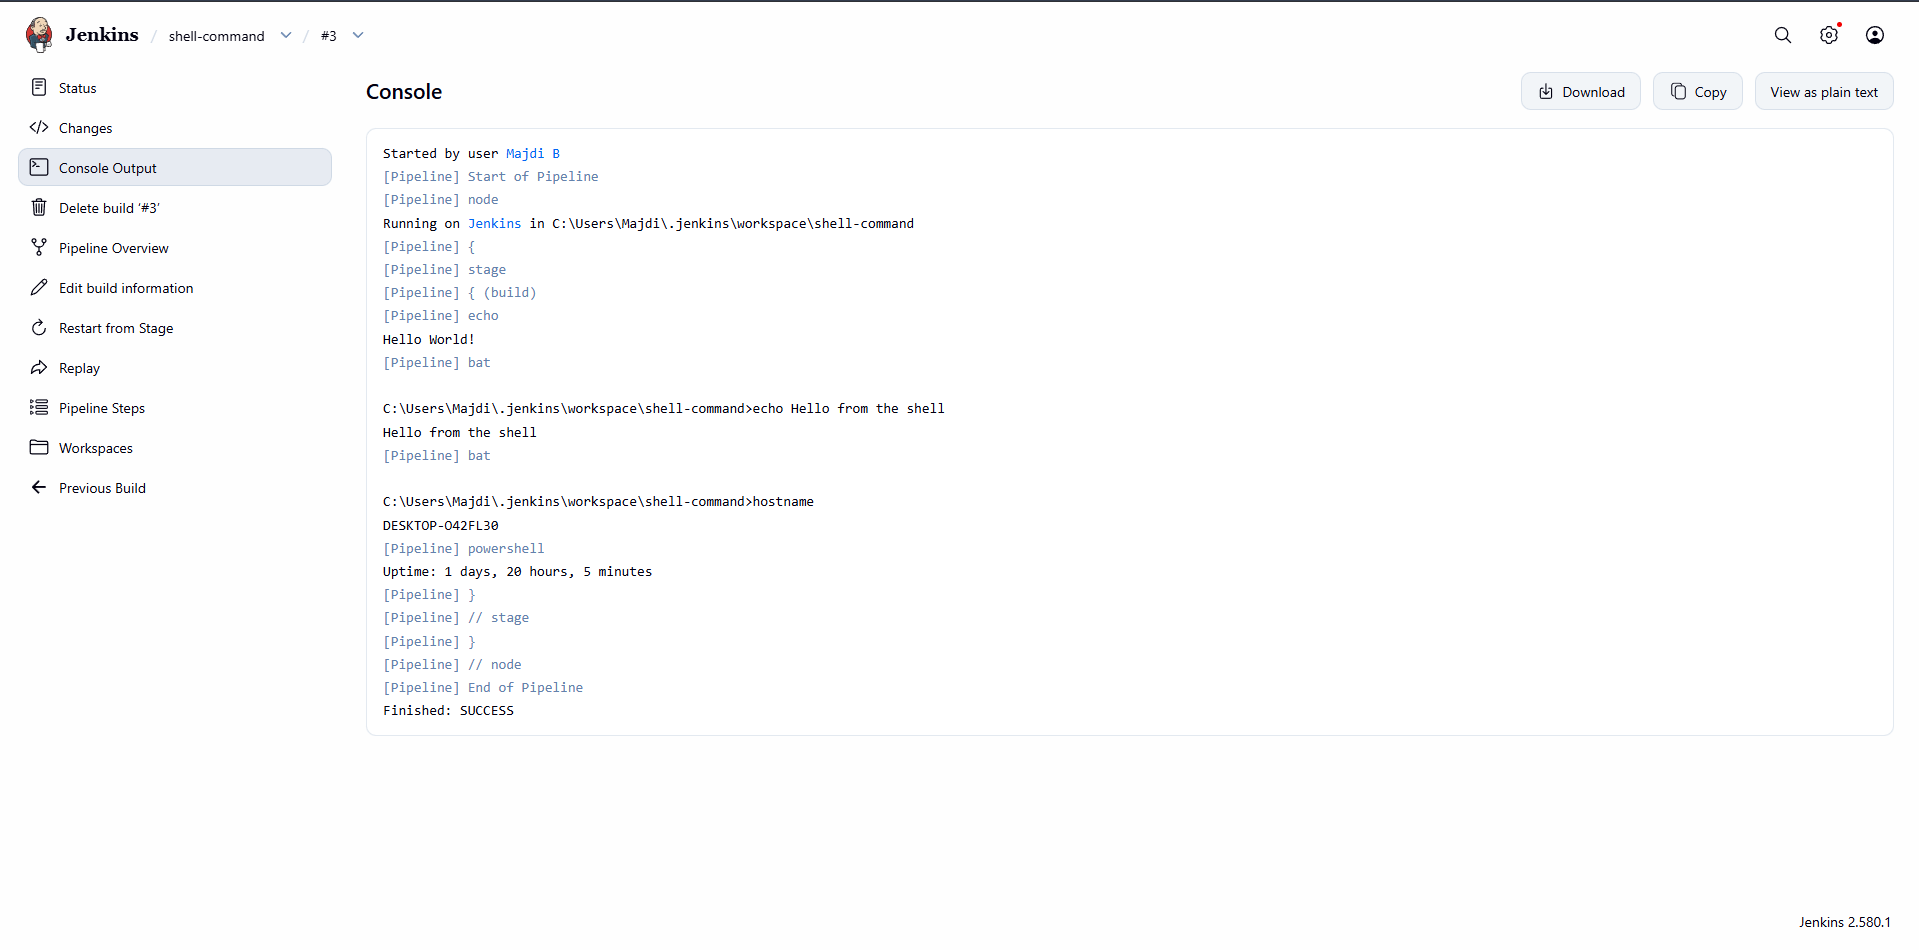 Jenkins / shell-command / #3
Status
Changes
Console Output
Delete build ‘#3’
Pipeline Overview
Edit build information
Restart from Stage
Replay
Pipeline Steps
Workspaces
Previous Build
Console
Download
Copy
View as plain text
Started by user Majdi B
[Pipeline] Start of Pipeline
[Pipeline] node
Running on Jenkins in C:\Users\Majdi\.jenkins\workspace\shell-command
[Pipeline] {
[Pipeline] stage
[Pipeline] { (build)
[Pipeline] echo
Hello World!
[Pipeline] bat
C:\Users\Majdi\.jenkins\workspace\shell-command>echo Hello from the shell
Hello from the shell
[Pipeline] bat
C:\Users\Majdi\.jenkins\workspace\shell-command>hostname
DESKTOP-O42FL30
[Pipeline] powershell
Uptime: 1 days, 20 hours, 5 minutes
[Pipeline] }
[Pipeline] // stage
[Pipeline] }
[Pipeline] // node
[Pipeline] End of Pipeline
Finished: SUCCESS
Jenkins 2.580.1